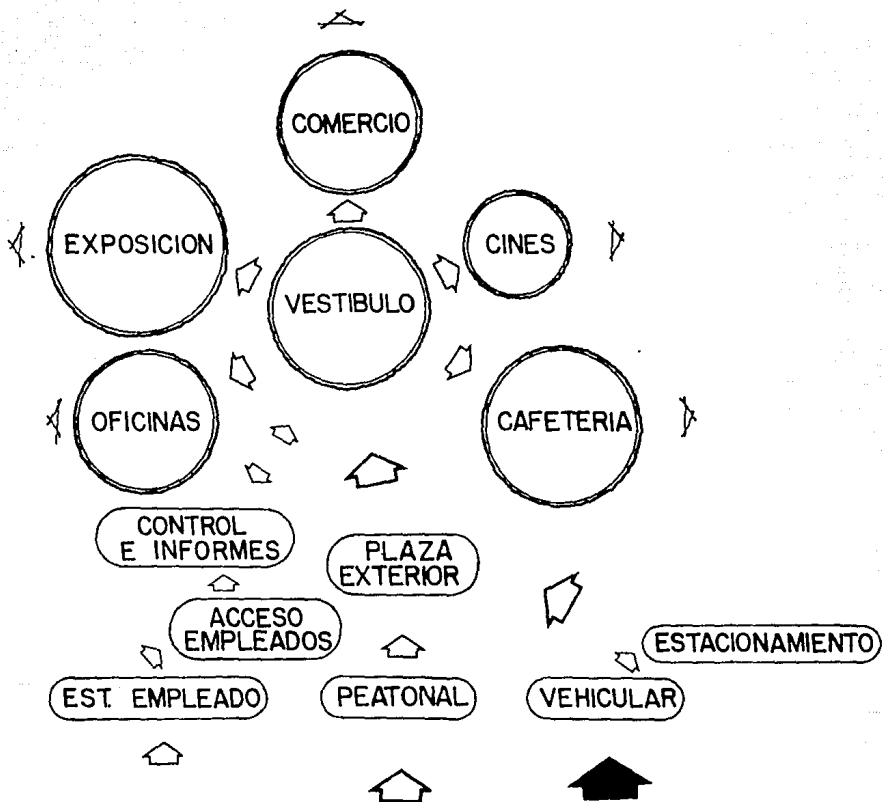 COMERCIO
EXPOSICION
CINES
VESTIBULO
OFICINAS
CAFETERIA
CONTROL
E INFORMES
PLAZA
EXTERIOR
ACCESO
EMPLEADOS
ESTACIONAMIENTO
EST. EMPLEADO
PEATONAL
VEHICULAR